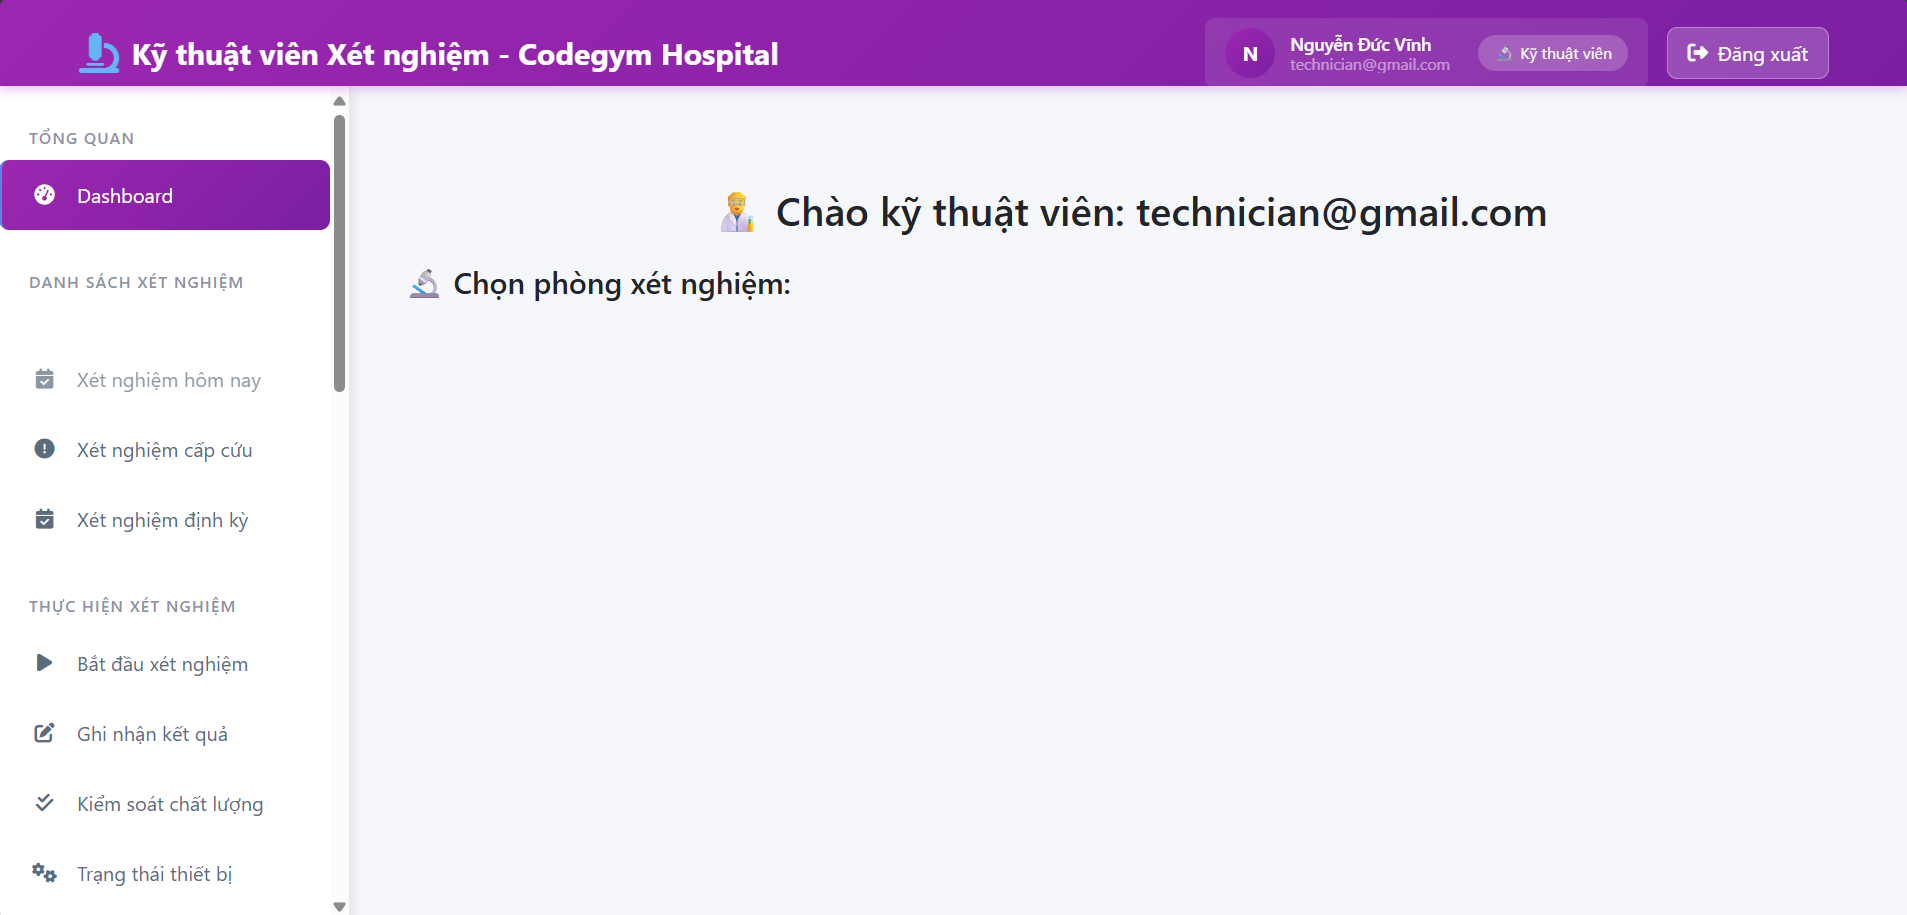 Kỹ thuật viên Xét nghiệm - Codegym Hospital
N
Nguyễn Đức Vĩnh
technician@gmail.com
Kỹ thuật viên
Đăng xuất
TỔNG QUAN
Dashboard
DANH SÁCH XÉT NGHIỆM
Xét nghiệm hôm nay
Xét nghiệm cấp cứu
Xét nghiệm định kỳ
THỰC HIỆN XÉT NGHIỆM
Bắt đầu xét nghiệm
Ghi nhận kết quả
Kiểm soát chất lượng
Trạng thái thiết bị
Chào kỹ thuật viên: technician@gmail.com
Chọn phòng xét nghiệm: